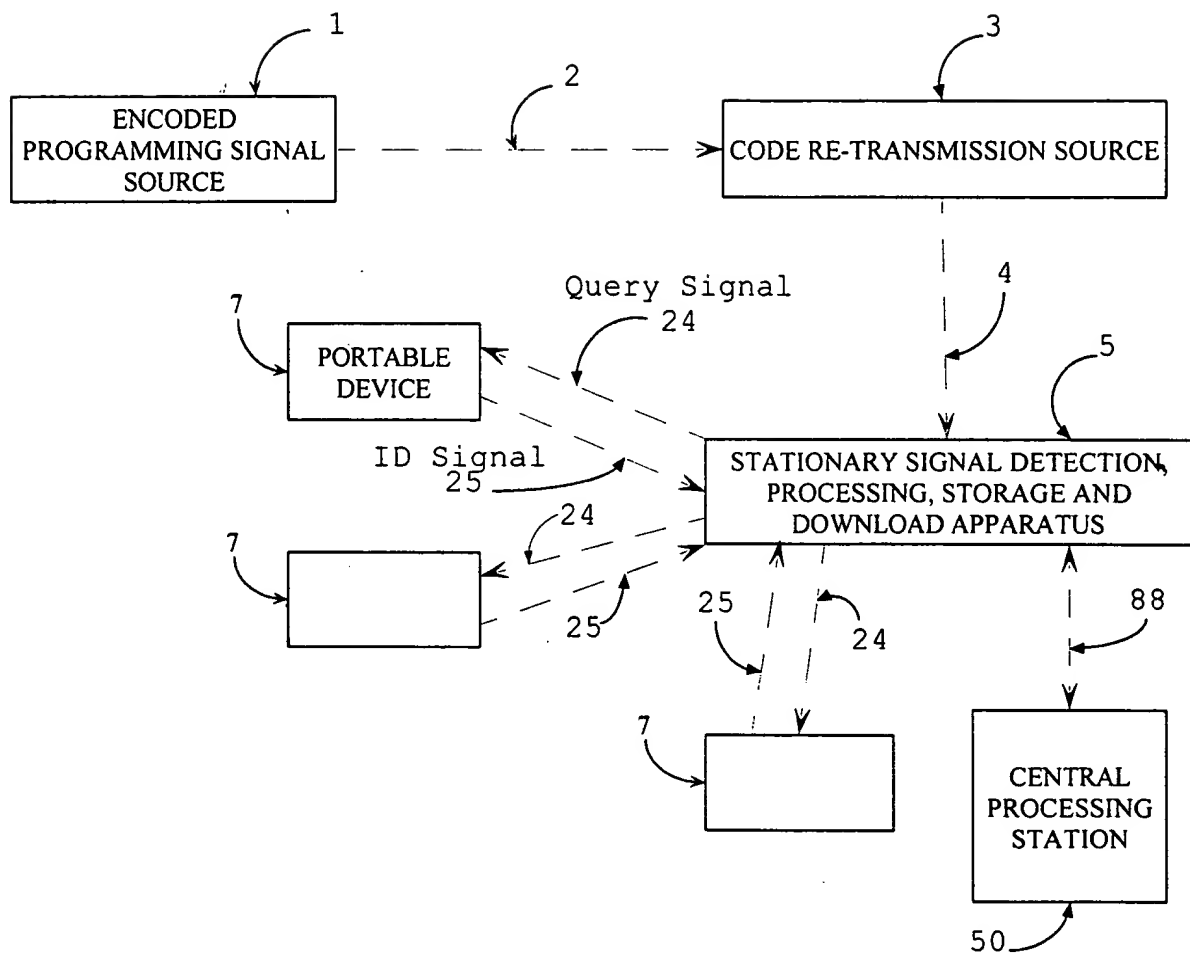 1
2
3
ENCODED
PROGRAMMING SIGNAL
SOURCE
CODE RE-TRANSMISSION SOURCE
4
Query Signal
24
7
PORTABLE
DEVICE
5
ID Signal
25
STATIONARY SIGNAL DETECTION,
PROCESSING, STORAGE AND
DOWNLOAD APPARATUS
24
7
25
25
24
88
7
CENTRAL
PROCESSING
STATION
50